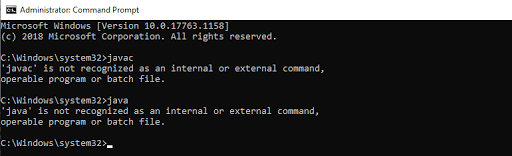 Administrator: Command Prompt
Microsoft Windows [Version 10.0.17763.1158]
(c) 2018 Microsoft Corporation. All rights reserved.
C:\Windows\system32>javac
'javac' is not recognized as an internal or external command,
operable program or batch file.
C:\Windows\system32>java
'java' is not recognized as an internal or external command,
operable program or batch file.
C:\Windows\system32>